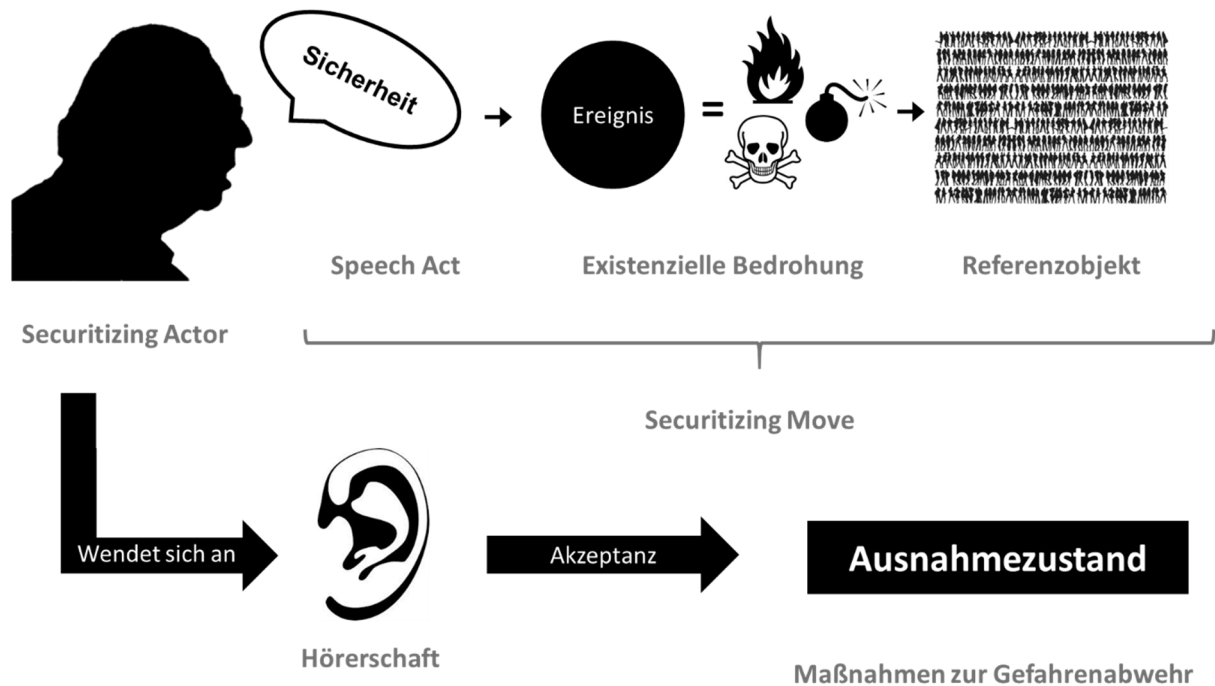 Sicherheit
Ereignis
=
Speech Act
Existenzielle Bedrohung
Referenzobjekt
Securitizing Actor
Securitizing Move
Wendet sich an
Akzeptanz
Ausnahmezustand
Hörerschaft
Maßnahmen zur Gefahrenabwehr